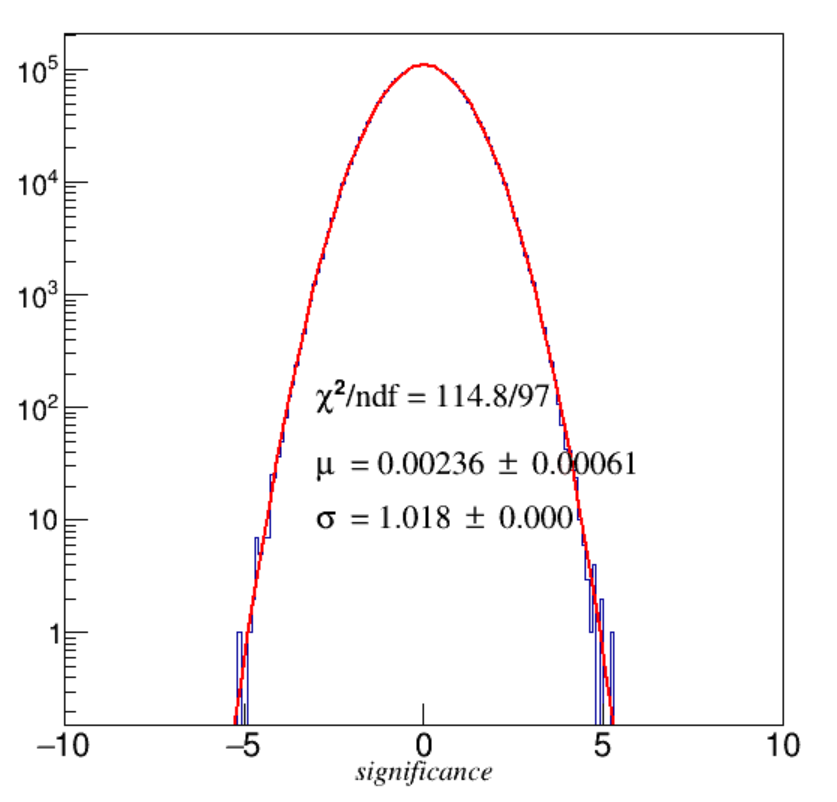 10⁵
10⁴
10³
10²
10
1
χ²/ndf = 114.8/97
μ = 0.00236 ± 0.00061
σ = 1.018 ± 0.000
−10 −5 0 5 10
significance